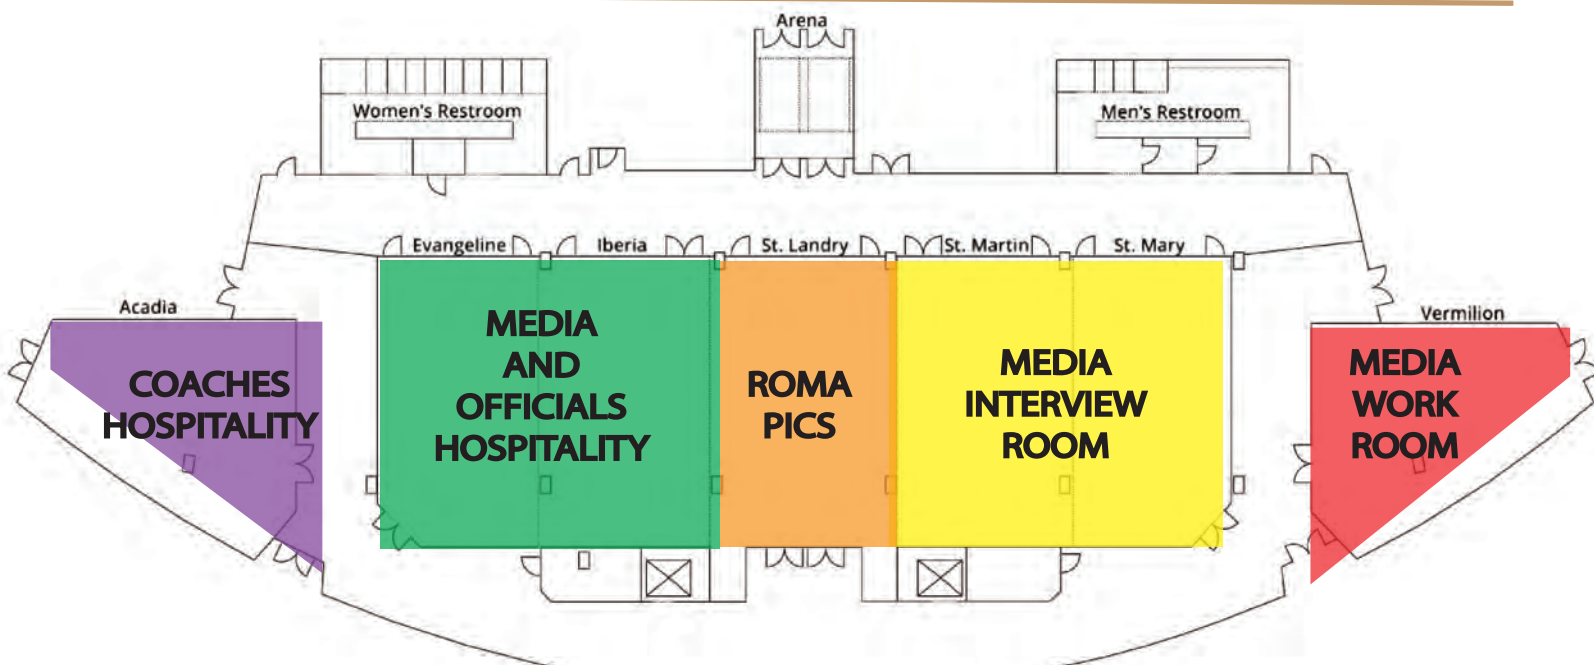 Arena
Women's Restroom
Men's Restroom
Evangeline
Iberia
St. Landry
St. Martin
St. Mary
Acadia
Vermilion
COACHES
HOSPITALITY
MEDIA
AND
OFFICIALS
HOSPITALITY
ROMA
PICS
MEDIA
INTERVIEW
ROOM
MEDIA
WORK
ROOM